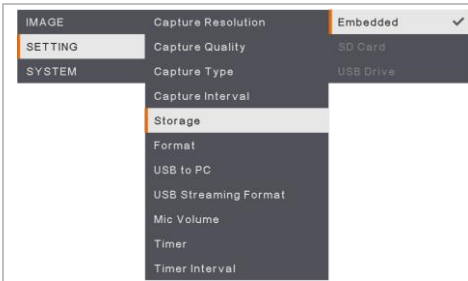 IMAGE
SETTING
SYSTEM
Capture Resolution
Capture Quality
Capture Type
Capture Interval
Storage
Format
USB to PC
USB Streaming Format
Mic Volume
Timer
Timer Interval
Embedded ✓
SD Card
USB Drive